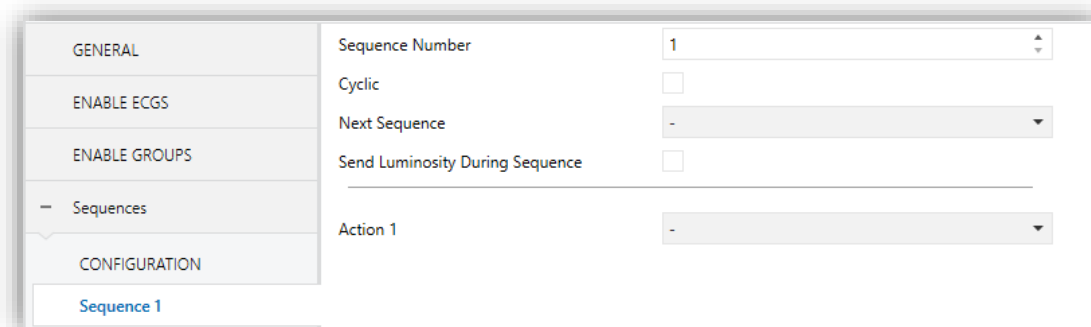 GENERAL
ENABLE ECGS
ENABLE GROUPS
− Sequences
CONFIGURATION
Sequence 1
Sequence Number 1
Cyclic
Next Sequence -
Send Luminosity During Sequence
Action 1 -